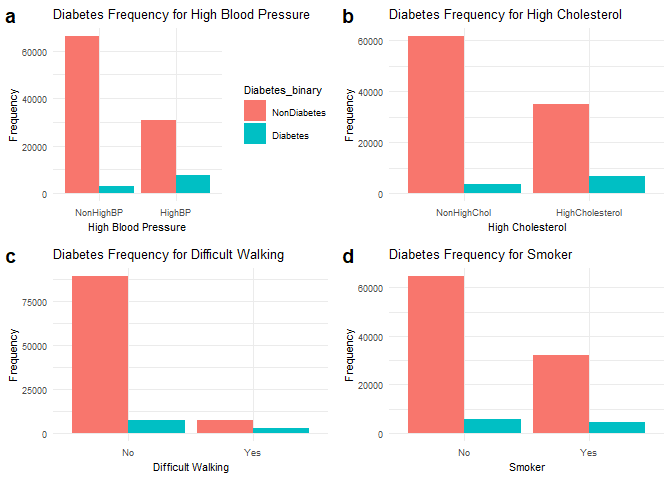 a
Diabetes Frequency for High Blood Pressure
Frequency
60000
40000
20000
0
NonHighBP
HighBP
High Blood Pressure
Diabetes_binary
NonDiabetes
Diabetes
b
Diabetes Frequency for High Cholesterol
Frequency
60000
40000
20000
0
NonHighChol
HighCholesterol
High Cholesterol
c
Diabetes Frequency for Difficult Walking
Frequency
75000
50000
25000
0
No
Yes
Difficult Walking
d
Diabetes Frequency for Smoker
Frequency
60000
40000
20000
0
No
Yes
Smoker